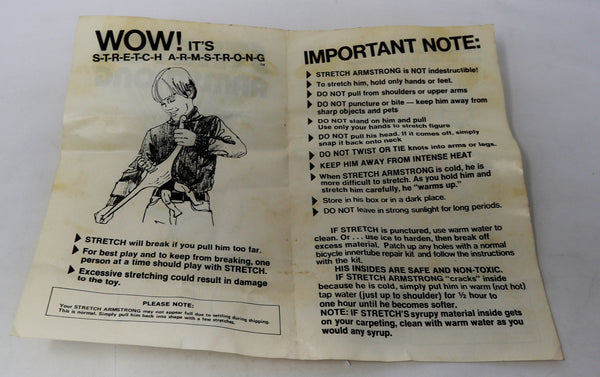 WOW! IT'S
S-T-R-E-T-C-H A-R-M-S-T-R-O-N-G
TM
STRETCH will break if you pull him too far.
For best play and to keep from breaking, one
person at a time should play with STRETCH.
Excessive stretching could result in damage
to the toy.
PLEASE NOTE:
Your STRETCH ARMSTRONG may not appear full due to settling during shipping.
This is normal. Simply pull him back into shape with a few stretches.
IMPORTANT NOTE:
STRETCH ARMSTRONG is NOT indestructible!
To stretch him, hold only hands or feet.
DO NOT pull from shoulders or upper arms
DO NOT puncture or bite — keep him away from
sharp objects and pets
DO NOT stand on him and pull
Use only your hands to stretch figure
DO NOT pull his head. If it comes off, simply
snap it back onto neck
DO NOT TWIST OR TIE knots into arms or legs.
KEEP HIM AWAY FROM INTENSE HEAT
When STRETCH ARMSTRONG is cold, he is
more difficult to stretch. As you hold him and
stretch him carefully, he "warms up."
Store in his box or in a dark place.
DO NOT leave in strong sunlight for long periods.
IF STRETCH is punctured, use warm water to
clean. Or . . . use ice to harden, then break off
excess material. Patch up any holes with a normal
bicycle innertube repair kit and follow the instructions
with the kit.
HIS INSIDES ARE SAFE AND NON-TOXIC.
IF STRETCH ARMSTRONG "cracks" inside
because he is cold, simply put him in warm (not hot)
tap water (just up to shoulder) for ½ hour to
one hour until he becomes softer.
NOTE: IF STRETCH'S syrupy material inside gets
on your carpeting, clean with warm water as you
would any syrup.